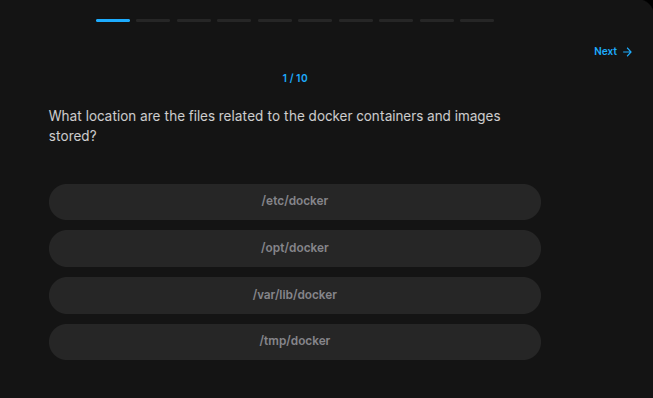 Next →
1 / 10
What location are the files related to the docker containers and images
stored?
/etc/docker
/opt/docker
/var/lib/docker
/tmp/docker